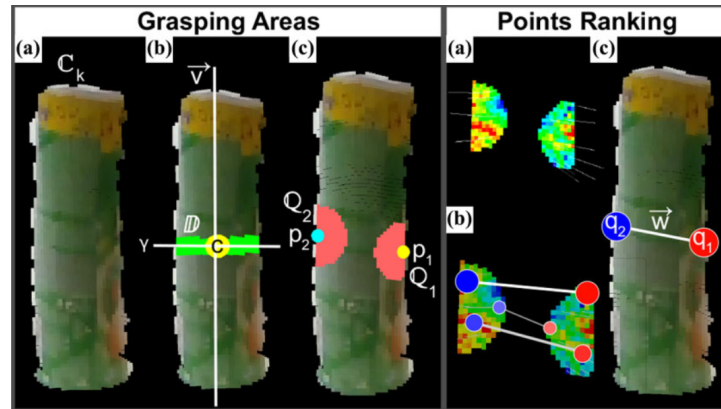 Grasping Areas
(a)
ℂk
(b)
v
𝔻
γ
C
(c)
ℚ2
p2
p1
ℚ1
Points Ranking
(a)
(b)
(c)
q2
w
q1